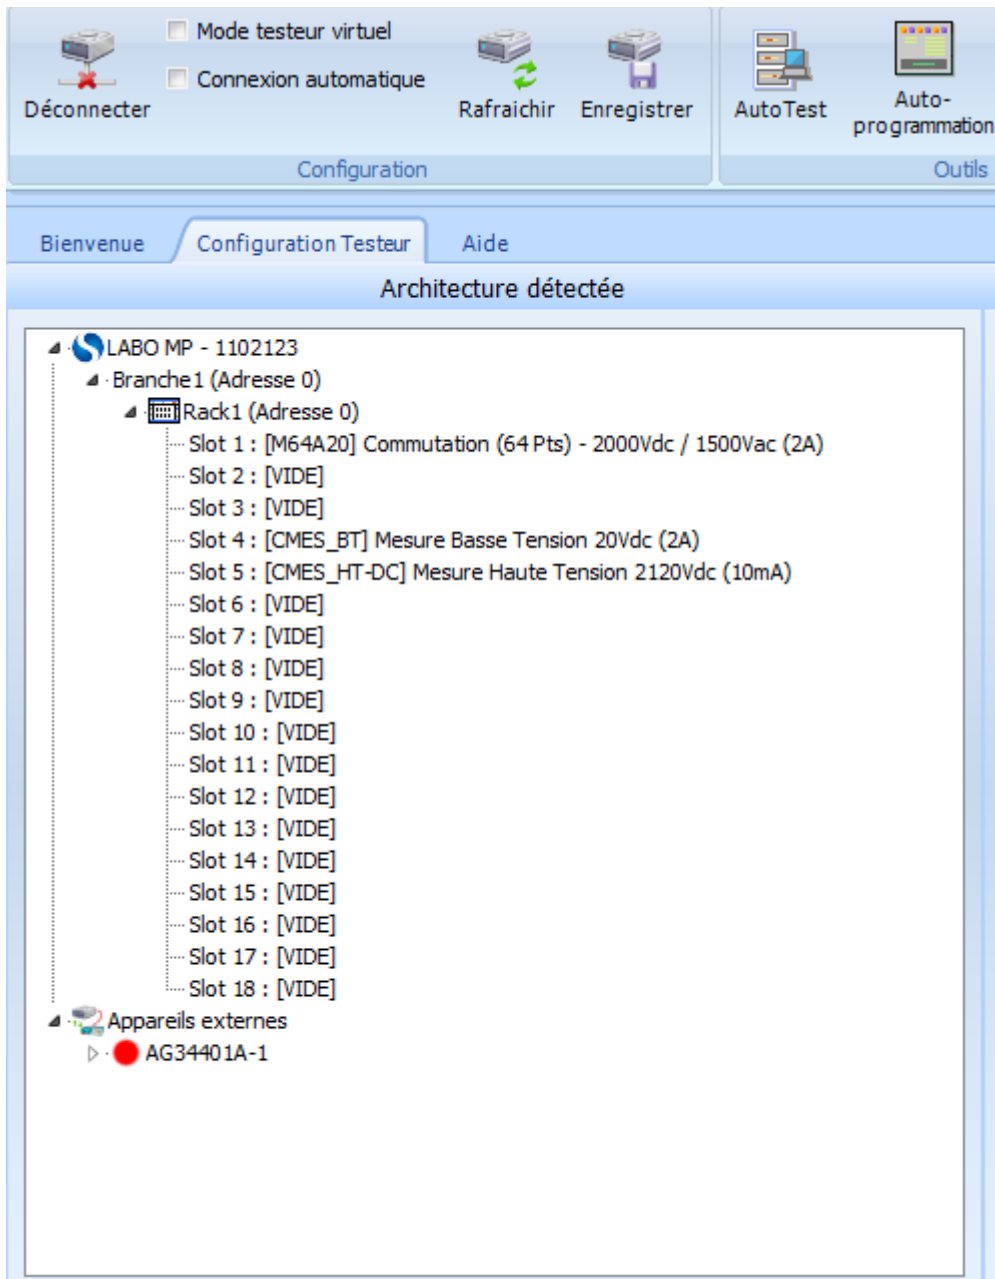 Mode testeur virtuel
Connexion automatique
Déconnecter
Rafraichir
Enregistrer
AutoTest
Auto-
programmation
Configuration
Outils
Bienvenue
Configuration Testeur
Aide
Architecture détectée
LABO MP - 1102123
Branche1 (Adresse 0)
Rack1 (Adresse 0)
Slot 1 : [M64A20] Commutation (64 Pts) - 2000Vdc / 1500Vac (2A)
Slot 2 : [VIDE]
Slot 3 : [VIDE]
Slot 4 : [CMES_BT] Mesure Basse Tension 20Vdc (2A)
Slot 5 : [CMES_HT-DC] Mesure Haute Tension 2120Vdc (10mA)
Slot 6 : [VIDE]
Slot 7 : [VIDE]
Slot 8 : [VIDE]
Slot 9 : [VIDE]
Slot 10 : [VIDE]
Slot 11 : [VIDE]
Slot 12 : [VIDE]
Slot 13 : [VIDE]
Slot 14 : [VIDE]
Slot 15 : [VIDE]
Slot 16 : [VIDE]
Slot 17 : [VIDE]
Slot 18 : [VIDE]
Appareils externes
AG34401A-1